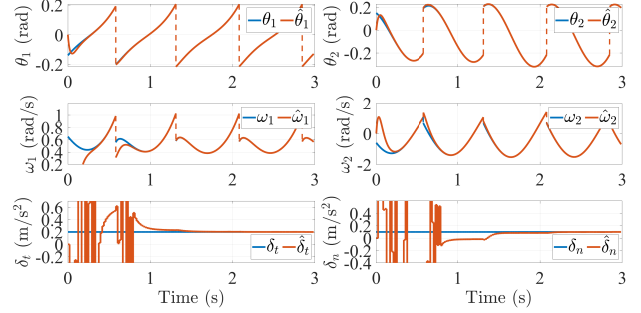 0.2
0
-0.2
θ₁ (rad)
θ₁ θ̂₁
0 1 2 3
0.2
0
-0.2
θ₂ (rad)
θ₂ θ̂₂
0 1 2 3
1
0.8
0.6
0.4
0.2
ω₁ (rad/s)
ω₁ ω̂₁
0 1 2 3
2
0
-2
ω₂ (rad/s)
ω₂ ω̂₂
0 1 2 3
0.6
0.4
0.2
0
-0.2
δₜ (m/s²)
δₜ δ̂ₜ
0 1 2 3
Time (s)
0.4
0.2
0
-0.2
-0.4
δₙ (m/s²)
δₙ δ̂ₙ
0 1 2 3
Time (s)